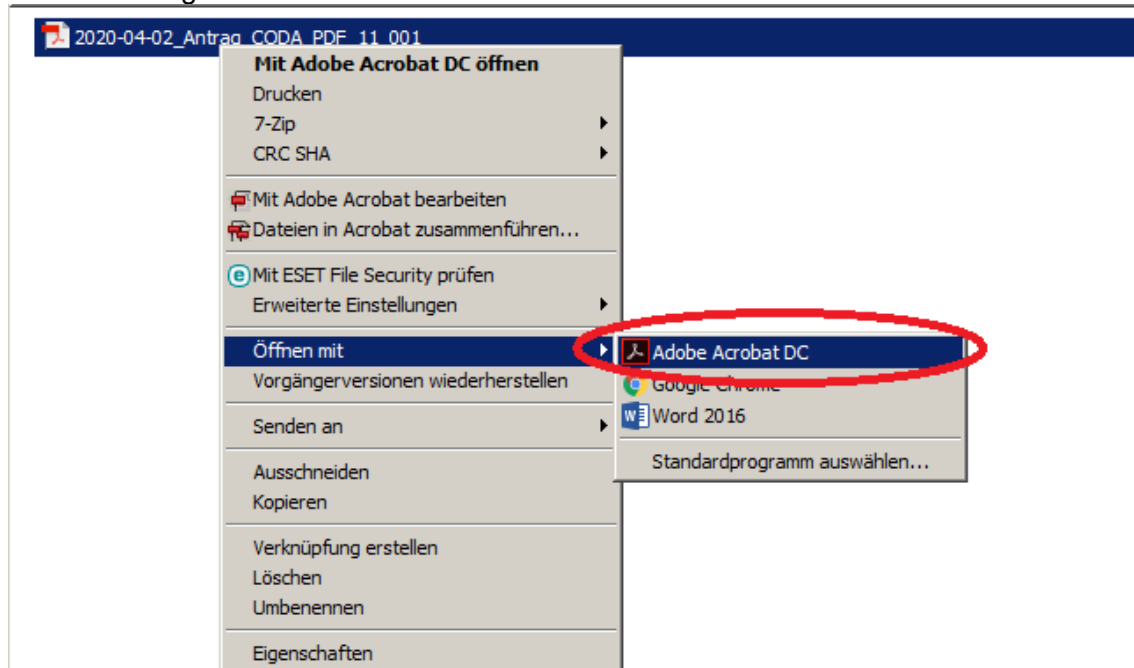 2020-04-02_Antrag_CODA_PDF_11_001
Mit Adobe Acrobat DC öffnen
Drucken
7-Zip
CRC SHA
Mit Adobe Acrobat bearbeiten
Dateien in Acrobat zusammenführen...
Mit ESET File Security prüfen
Erweiterte Einstellungen
Öffnen mit
Adobe Acrobat DC
Vorgängerversionen wiederherstellen
Google Chrome
Word 2016
Senden an
Standardprogramm auswählen...
Ausschneiden
Kopieren
Verknüpfung erstellen
Löschen
Umbenennen
Eigenschaften